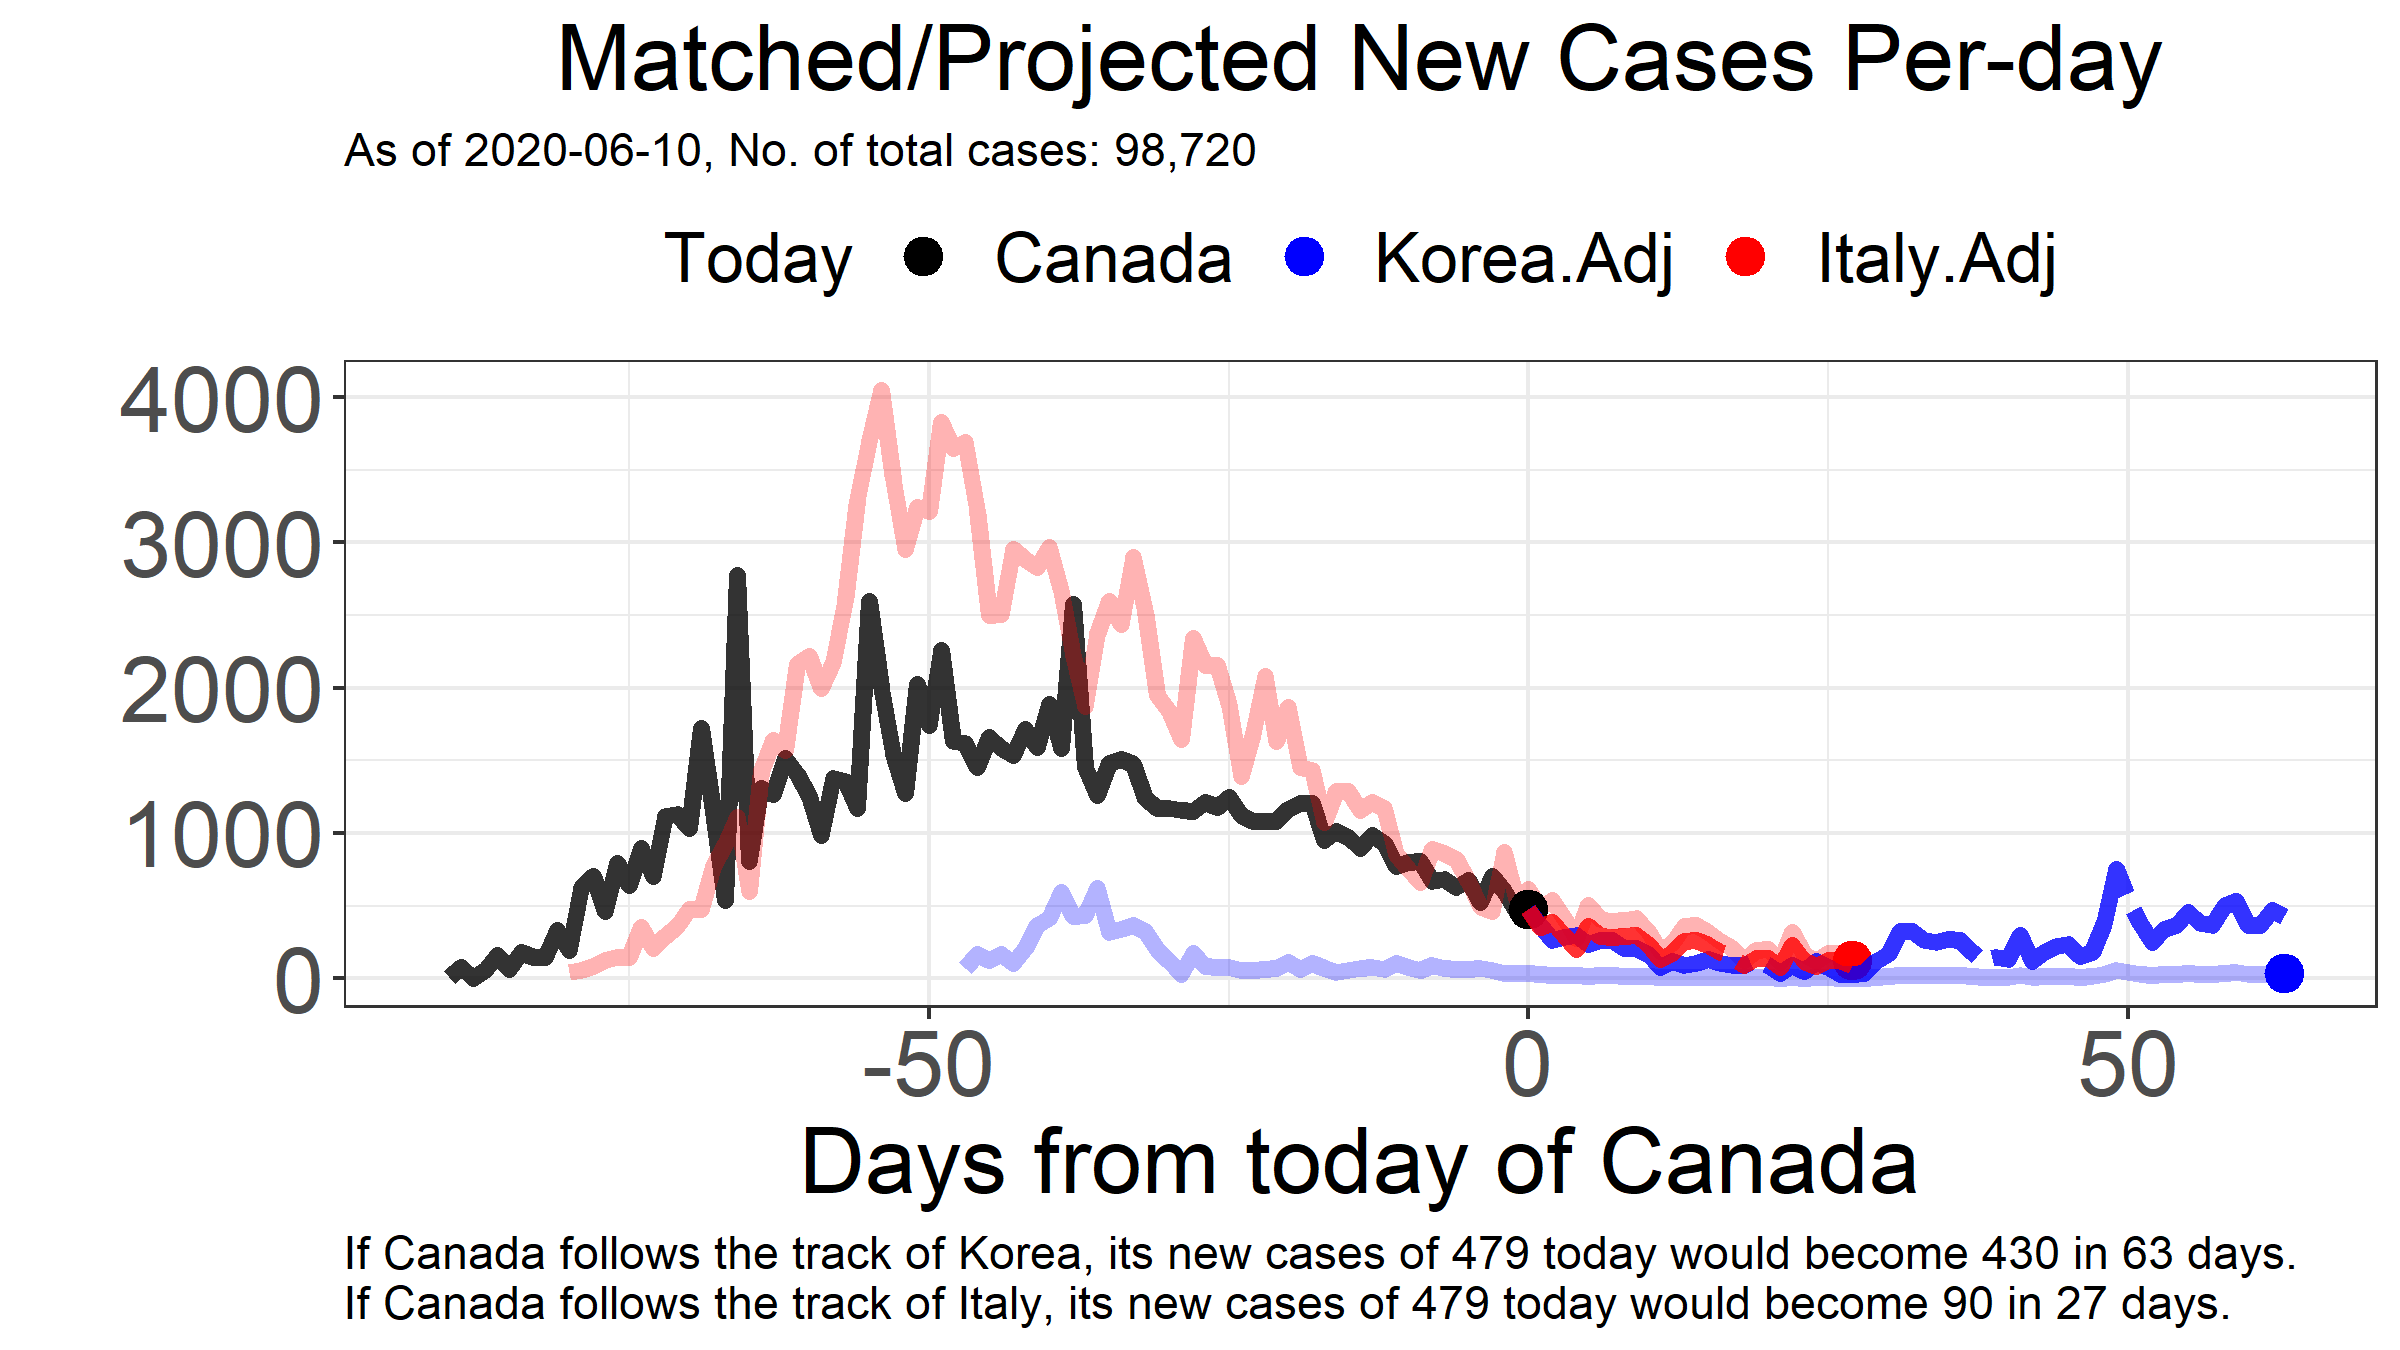 Matched/Projected New Cases Per-day
As of 2020-06-10, No. of total cases: 98,720
Today Canada Korea.Adj Italy.Adj
4000
3000
2000
1000
0
-50 0 50
Days from today of Canada
If Canada follows the track of Korea, its new cases of 479 today would become 430 in 63 days.
If Canada follows the track of Italy, its new cases of 479 today would become 90 in 27 days.